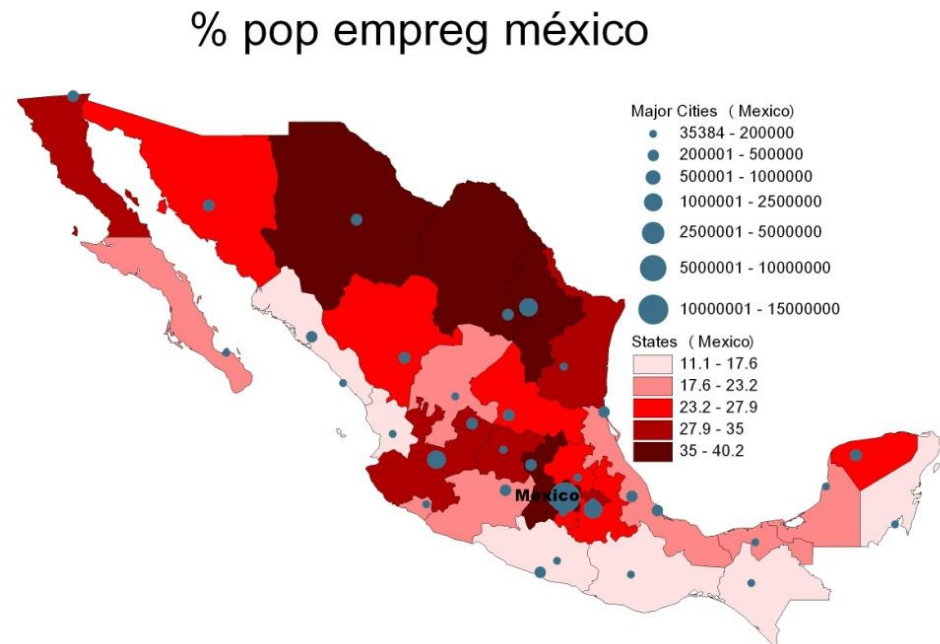 % pop empreg méxico
Major Cities ( Mexico)
35384 - 200000
200001 - 500000
500001 - 1000000
1000001 - 2500000
2500001 - 5000000
5000001 - 10000000
10000001 - 15000000
States ( Mexico)
11.1 - 17.6
17.6 - 23.2
23.2 - 27.9
27.9 - 35
35 - 40.2
Mexico